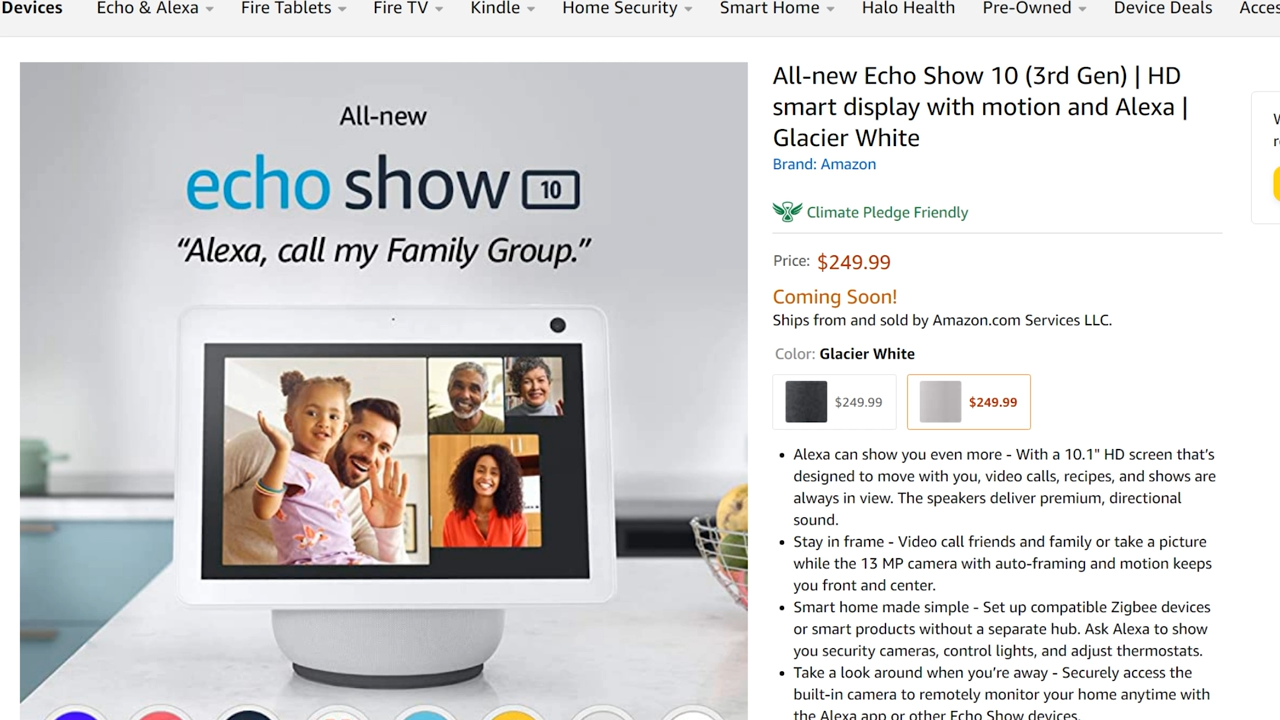 Devices Echo & Alexa Fire Tablets Fire TV Kindle Home Security Smart Home Halo Health Pre-Owned Device Deals
All-new
echo show 10
“Alexa, call my Family Group.”
All-new Echo Show 10 (3rd Gen) | HD
smart display with motion and Alexa |
Glacier White
Brand: Amazon
Climate Pledge Friendly
Price: $249.99
Coming Soon!
Ships from and sold by Amazon.com Services LLC.
Color: Glacier White
$249.99 $249.99
• Alexa can show you even more - With a 10.1" HD screen that’s
designed to move with you, video calls, recipes, and shows are
always in view. The speakers deliver premium, directional
sound.
• Stay in frame - Video call friends and family or take a picture
while the 13 MP camera with auto-framing and motion keeps
you front and center.
• Smart home made simple - Set up compatible Zigbee devices
or smart products without a separate hub. Ask Alexa to show
you security cameras, control lights, and adjust thermostats.
• Take a look around when you’re away - Securely access the
built-in camera to remotely monitor your home anytime with
the Alexa app or other Echo Show devices.